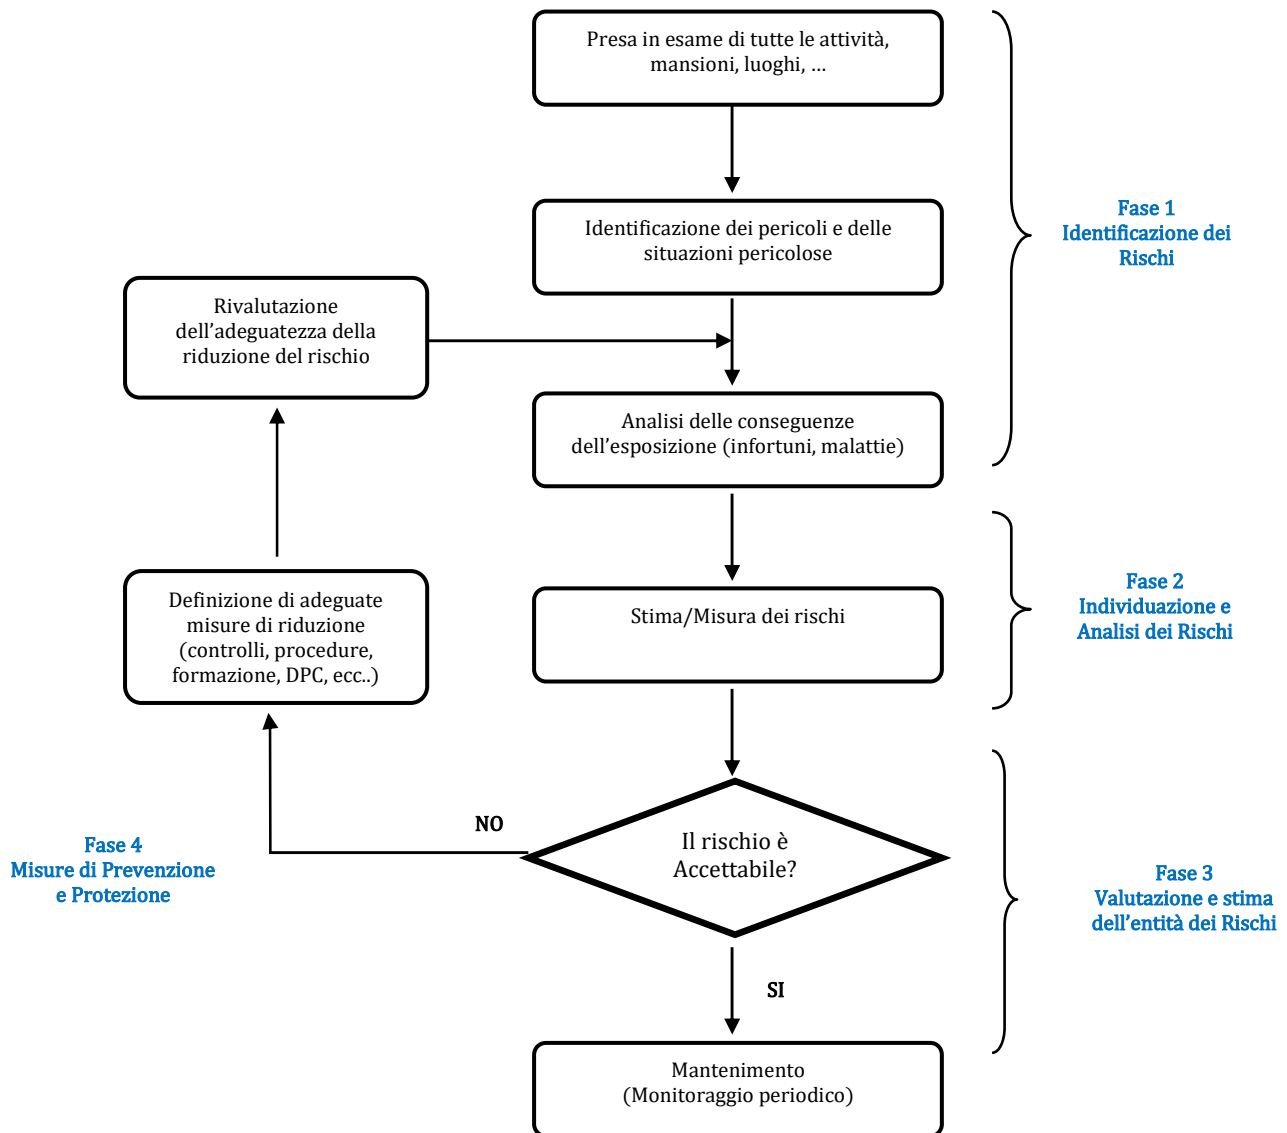 Presa in esame di tutte le attività,
mansioni, luoghi, …
Identificazione dei pericoli e delle
situazioni pericolose
Fase 1
Identificazione dei
Rischi
Rivalutazione
dell’adeguatezza della
riduzione del rischio
Analisi delle conseguenze
dell’esposizione (infortuni, malattie)
Definizione di adeguate
misure di riduzione
(controlli, procedure,
formazione, DPC, ecc..)
Stima/Misura dei rischi
Fase 2
Individuazione e
Analisi dei Rischi
NO
Il rischio è
Accettabile?
Fase 4
Misure di Prevenzione
e Protezione
Fase 3
Valutazione e stima
dell’entità dei Rischi
SI
Mantenimento
(Monitoraggio periodico)